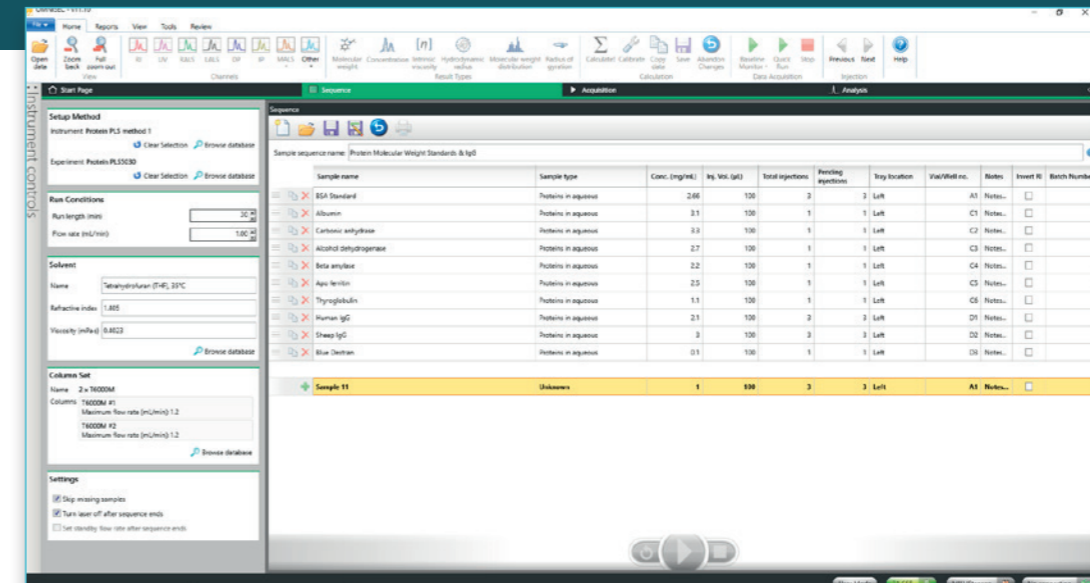 OMNISEC - V11.10
File Home Reports View Tools Review
Open data Zoom back Full zoom out RI UV RALS LALS DP IP MALS Other Molecular weight Concentration Intrinsic viscosity Hydrodynamic radius Molecular weight distribution Radius of gyration Calculate Calibrate Copy data Save Abandon Changes Baseline Monitor Quick Run Stop Previous Next Help
View Channels Result Types Calculation Data Acquisition Injection
Instrument controls
Start Page Sequence Acquisition Analysis
Setup Method
Instrument: Protein PLS method 1
Clear Selection Browse database
Experiment: Protein-PLS5030
Clear Selection Browse database
Run Conditions
Run length (min) 30
Flow rate (mL/min) 1.00
Solvent
Name Tetrahydrofuran (THF), 35°C
Refractive index 1.405
Viscosity (mPa·s)
Browse database
Column Set
Name 2 x T6000M
Columns T6000M #1
Maximum flow rate (mL/min) 1.2
T6000M #2
Maximum flow rate (mL/min) 1.2
Browse database
Settings
Skip missing samples
Turn laser off after sequence ends
Set standby flow rate after sequence ends
Sequence
Sample sequence name: Protein Molecular Weight Standards & IgG
Sample name Sample type Conc. (mg/mL) Inj. Vol. (µL) Total injections Pending injections Tray location Vial/Well no. Notes Invert RI Batch Numbe
BSA Standard Proteins in aqueous 2.66 100 3 3 Left A1 Notes...
Albumin Proteins in aqueous 3.1 100 1 1 Left C1 Notes...
Carbonic anhydrase Proteins in aqueous 3.3 100 1 1 Left C2 Notes...
Alcohol dehydrogenase Proteins in aqueous 2.7 100 1 1 Left C3 Notes...
Beta amylase Proteins in aqueous 2.2 100 1 1 Left C4 Notes...
Apo ferritin Proteins in aqueous 2.5 100 1 1 Left C5 Notes...
Thyroglobulin Proteins in aqueous 1.1 100 1 1 Left C6 Notes...
Human IgG Proteins in aqueous 2.1 100 3 3 Left D1 Notes...
Sheep IgG Proteins in aqueous 3 100 3 3 Left D2 Notes...
Blue Dextran Proteins in aqueous 0.1 100 1 1 Left D3 Notes...
Sample 11 Unknown 1 100 3 3 Left A1 Notes...